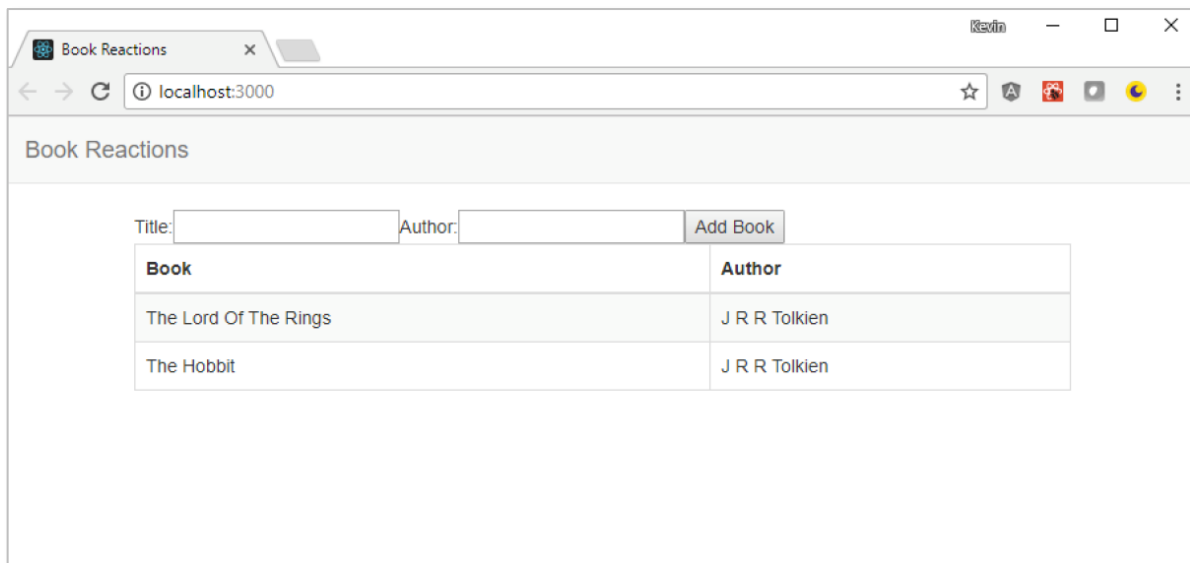 Kevin
Book Reactions
localhost:3000
Book Reactions
Title: Author: Add Book
Book Author
The Lord Of The Rings J R R Tolkien
The Hobbit J R R Tolkien